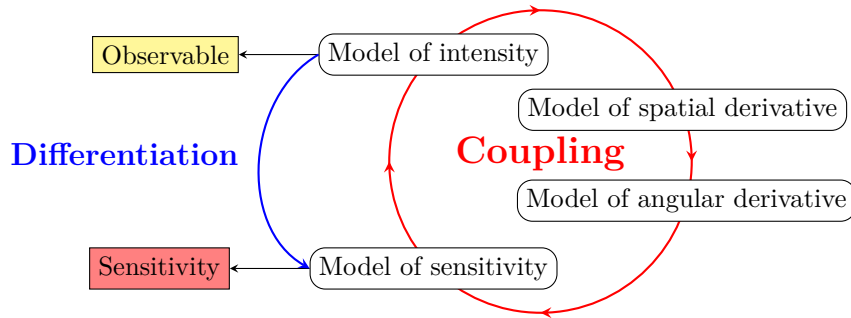 Observable
Model of intensity
Model of spatial derivative
Differentiation
Coupling
Model of angular derivative
Sensitivity
Model of sensitivity